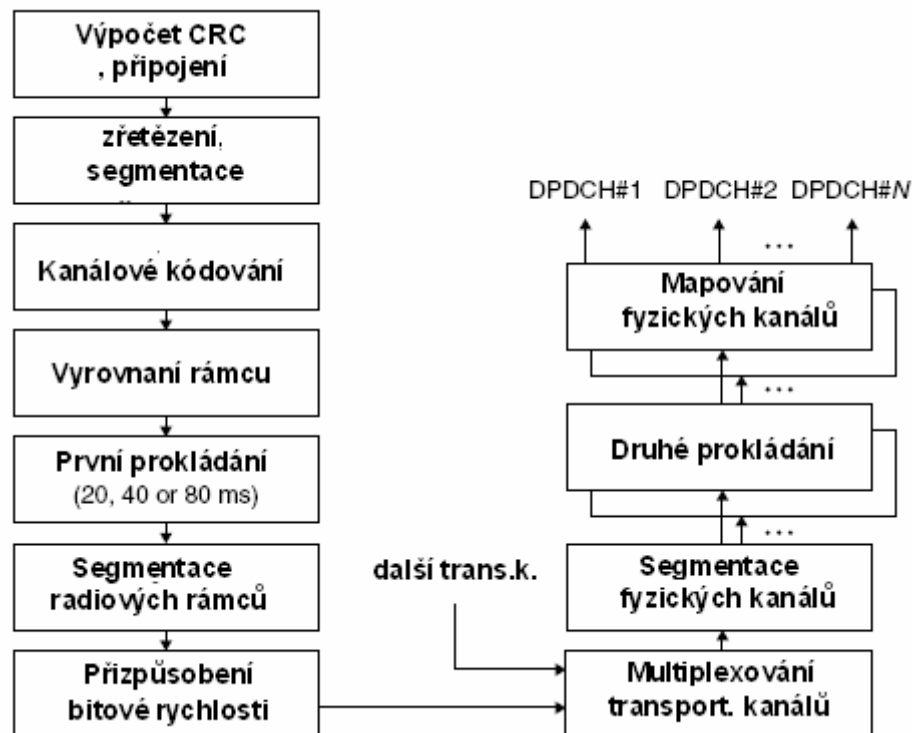 Výpočet CRC
, připojení
zřetězení,
segmentace
Kanálové kódování
Vyrovnaní rámcu
První prokládání
(20, 40 or 80 ms)
Segmentace
radiových rámců
Přizpůsobení
bitové rychlosti
DPDCH#1 DPDCH#2 DPDCH#N
...
Mapování
fyzických kanálů
...
Druhé prokládání
...
další trans.k.
Segmentace
fyzických kanálů
Multiplexování
transport. kanálů